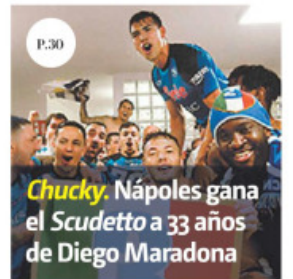 P.30
Chucky. Nápoles gana
el Scudetto a 33 años
de Diego Maradona